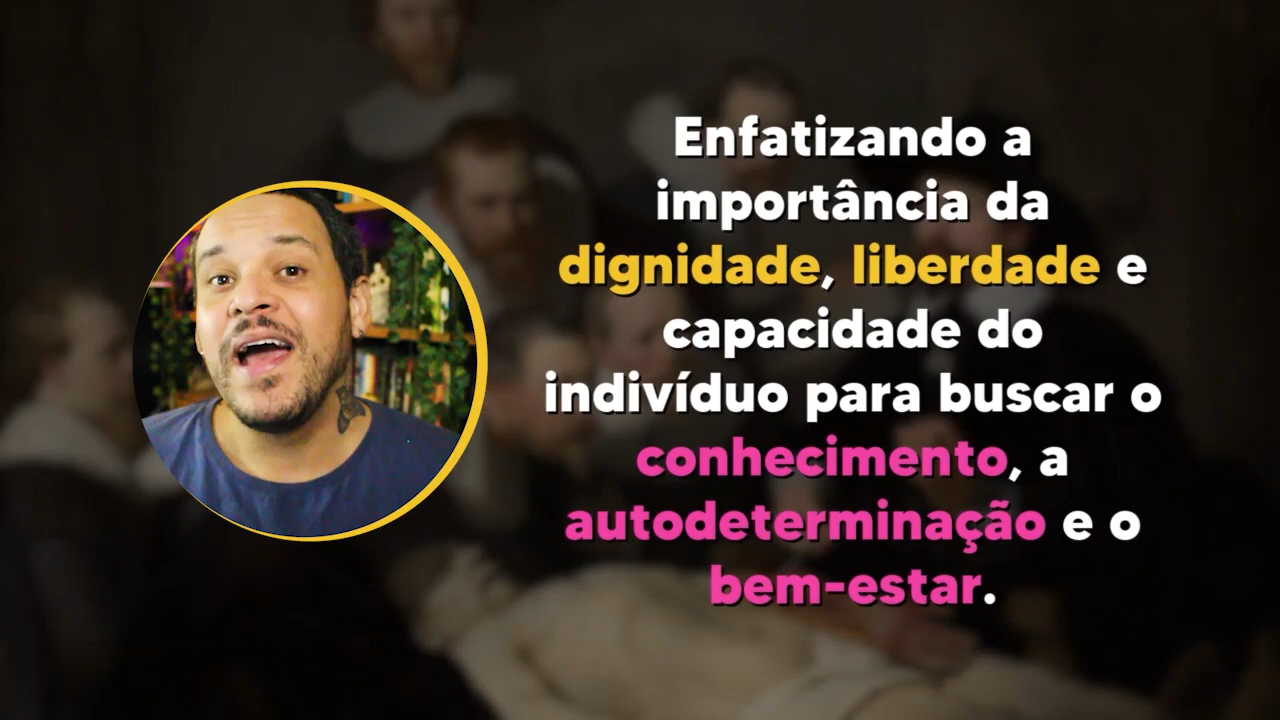 Enfatizando a
importância da
dignidade, liberdade e
capacidade do
indivíduo para buscar o
conhecimento, a
autodeterminação e o
bem-estar.